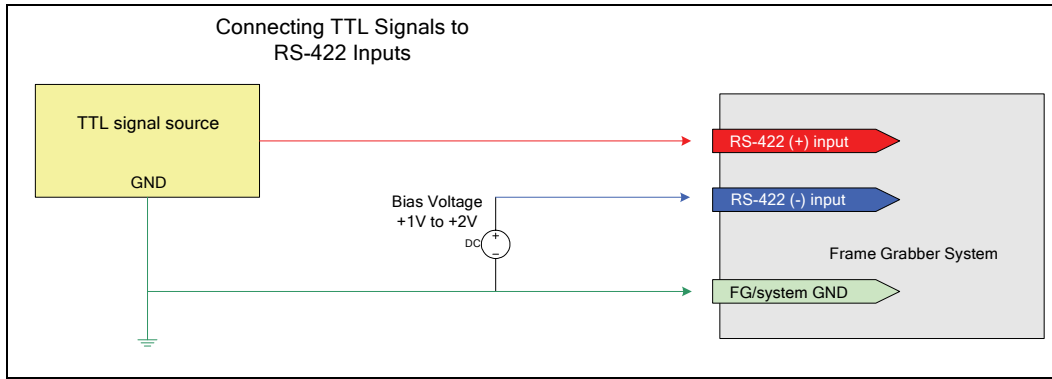 Connecting TTL Signals to
RS-422 Inputs
TTL signal source
GND
RS-422 (+) input
Bias Voltage
+1V to +2V
DC
+
−
RS-422 (-) input
Frame Grabber System
FG/system GND